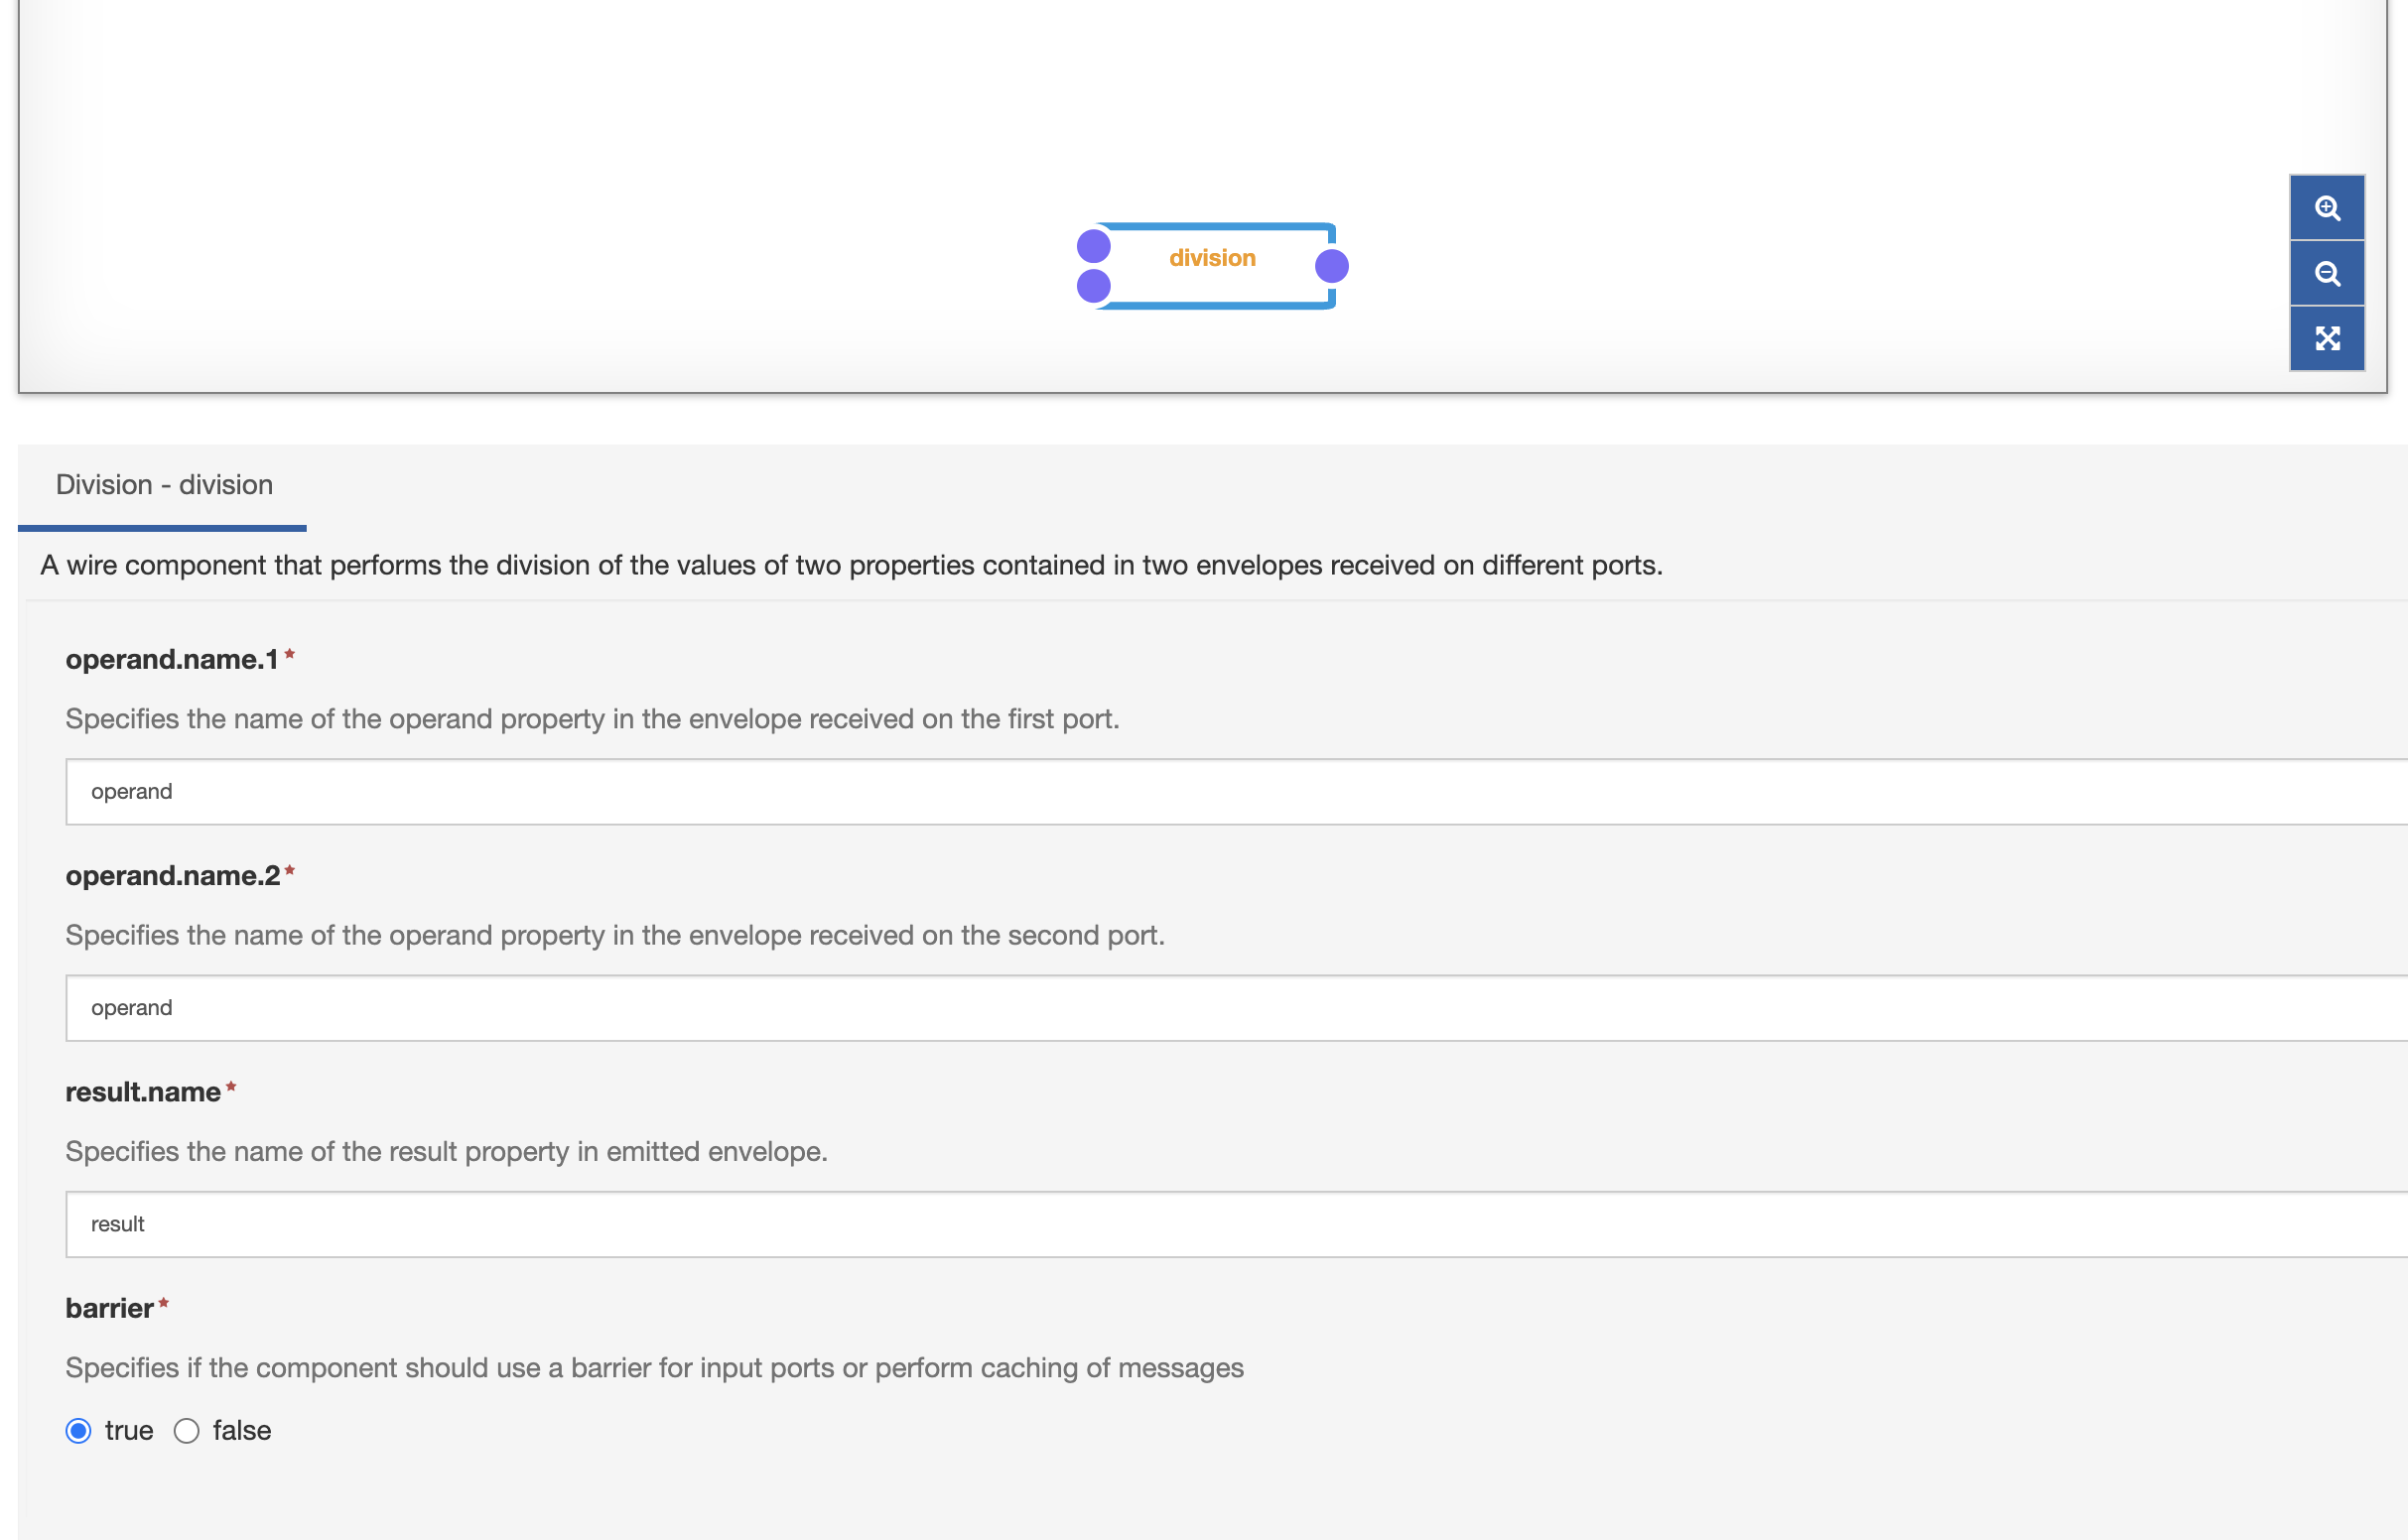 division
Division - division
A wire component that performs the division of the values of two properties contained in two envelopes received on different ports.
operand.name.1*
Specifies the name of the operand property in the envelope received on the first port.
operand
operand.name.2*
Specifies the name of the operand property in the envelope received on the second port.
operand
result.name*
Specifies the name of the result property in emitted envelope.
result
barrier*
Specifies if the component should use a barrier for input ports or perform caching of messages
true false